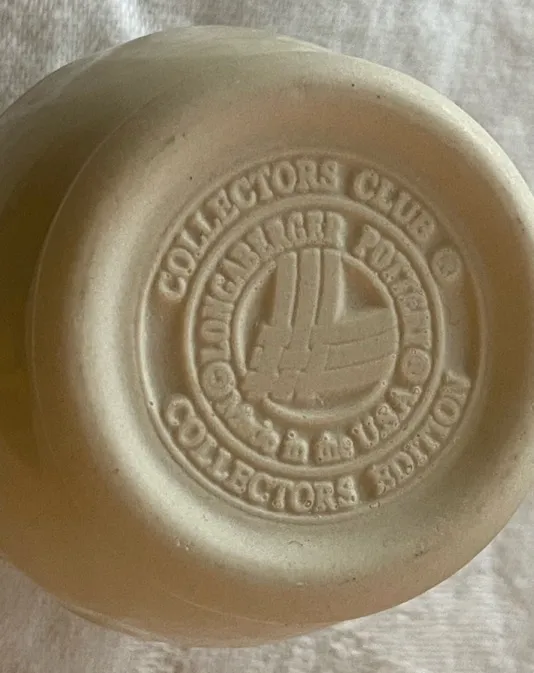 COLLECTORS CLUB ®
LONGABERGER POTTERY ®
Made in the U.S.A. ©
COLLECTORS EDITION